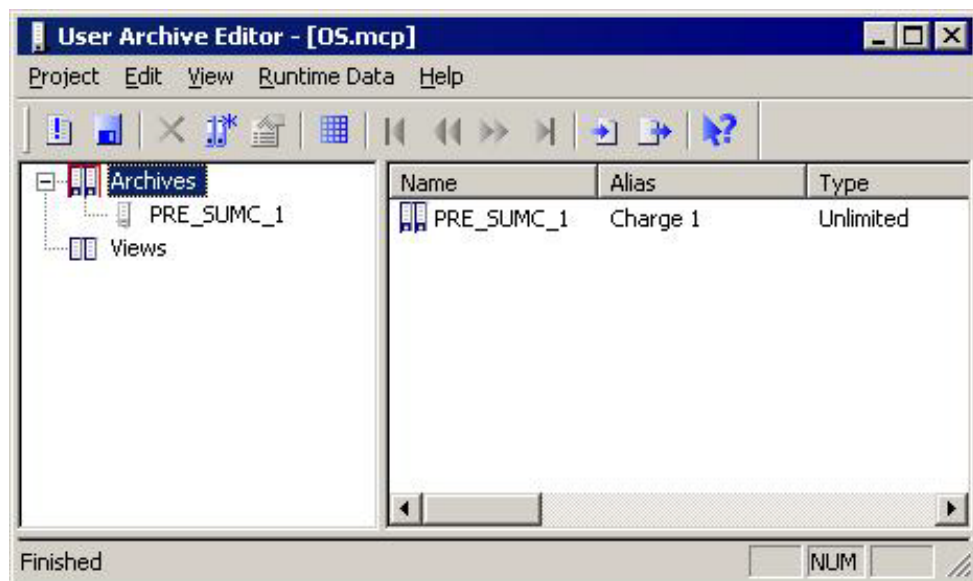 User Archive Editor - [OS.mcp]
Project Edit View Runtime Data Help
Archives
PRE_SUMC_1
Views
Name Alias Type
PRE_SUMC_1 Charge 1 Unlimited
Finished NUM